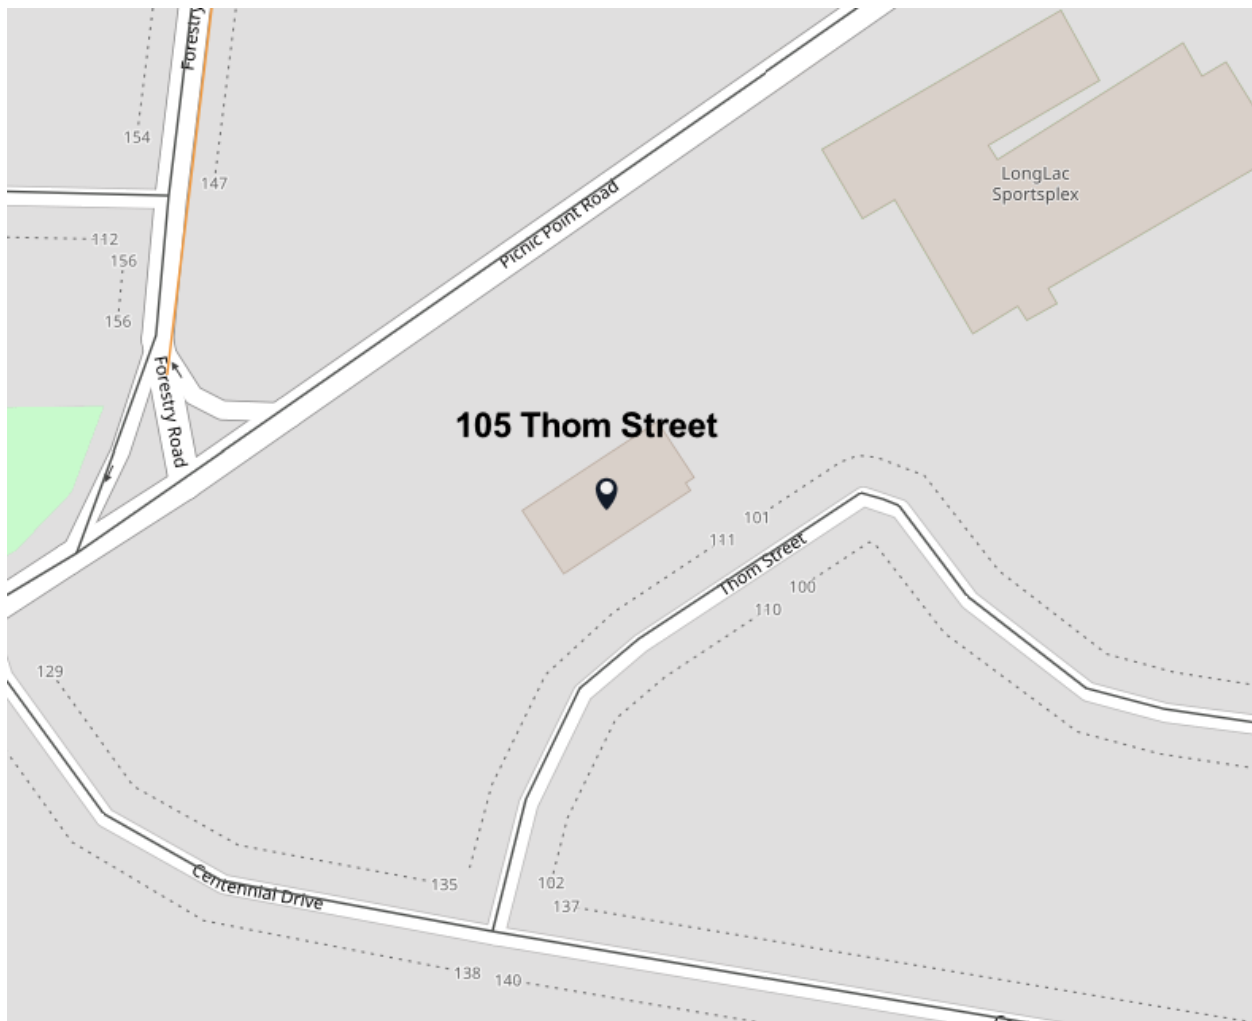 Forestry
154
147
Picnic Point Road
LongLac
Sportsplex
112
156
156
Forestry Road
105 Thom Street
101
111
Thom Street
100
110
129
135
102
137
Centennial Drive
138
140